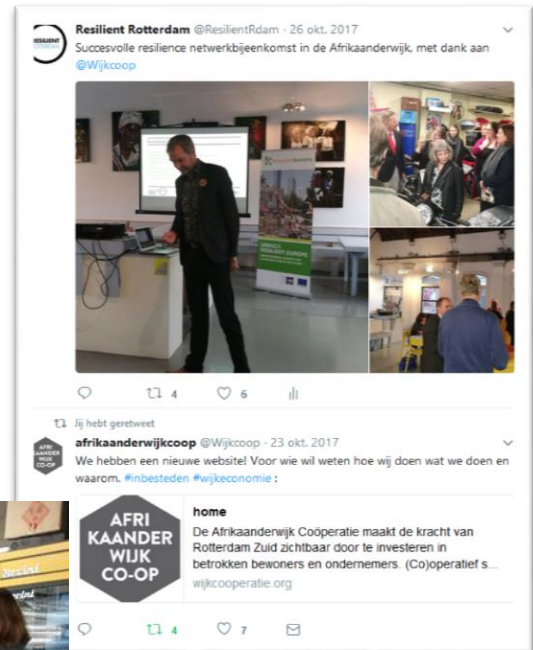 Resilient Rotterdam @ResilientRdam · 26 okt. 2017
Succesvolle resilience netwerkbijeenkomst in de Afrikaanderwijk, met dank aan
@Wijkcoop
4 6
Jij hebt geretweet
afrikaanderwijkcoop @Wijkcoop · 23 okt. 2017
We hebben een nieuwe website! Voor wie wil weten hoe wij doen wat we doen en
waarom. #inbesteden #wijkeconomie :
AFRI
KAANDER
WIJK
CO-OP
home
De Afrikaanderwijk Coöperatie maakt de kracht van
Rotterdam Zuid zichtbaar door te investeren in
betrokken bewoners en ondernemers. (Co)operatief s...
wijkcooperatie.org
4 7